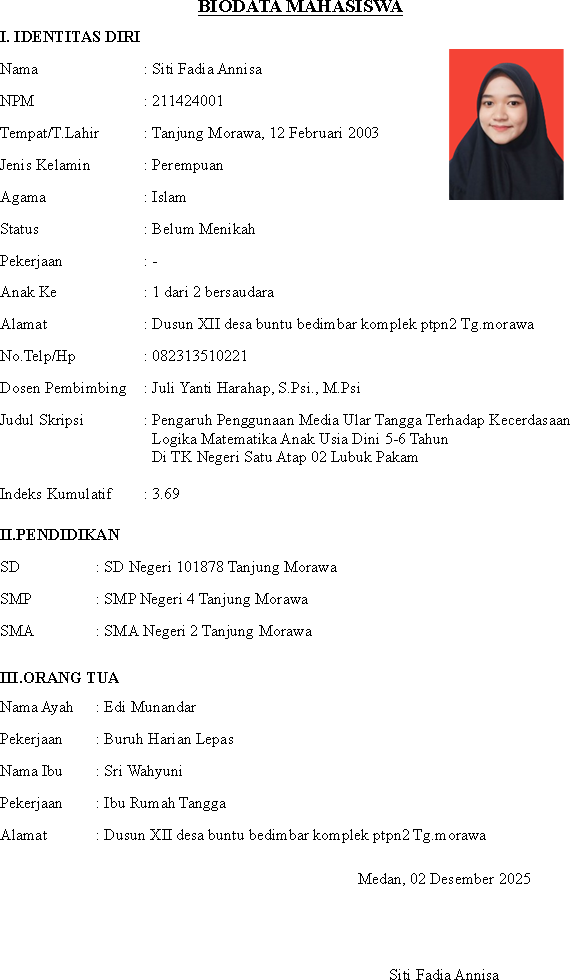 BIODATA MAHASISWA
I. IDENTITAS DIRI
Nama : Siti Fadia Annisa
NPM : 211424001
Tempat/T.Lahir : Tanjung Morawa, 12 Februari 2003
Jenis Kelamin : Perempuan
Agama : Islam
Status : Belum Menikah
Pekerjaan : -
Anak Ke : 1 dari 2 bersaudara
Alamat : Dusun XII desa buntu bedimbar komplek ptpn2 Tg.morawa
No.Telp/Hp : 082313510221
Dosen Pembimbing : Juli Yanti Harahap, S.Psi., M.Psi
Judul Skripsi : Pengaruh Penggunaan Media Ular Tangga Terhadap Kecerdasaan
Logika Matematika Anak Usia Dini 5-6 Tahun
Di TK Negeri Satu Atap 02 Lubuk Pakam
Indeks Kumulatif : 3.69
II.PENDIDIKAN
SD : SD Negeri 101878 Tanjung Morawa
SMP : SMP Negeri 4 Tanjung Morawa
SMA : SMA Negeri 2 Tanjung Morawa
III.ORANG TUA
Nama Ayah : Edi Munandar
Pekerjaan : Buruh Harian Lepas
Nama Ibu : Sri Wahyuni
Pekerjaan : Ibu Rumah Tangga
Alamat : Dusun XII desa buntu bedimbar komplek ptpn2 Tg.morawa
Medan, 02 Desember 2025
Siti Fadia Annisa